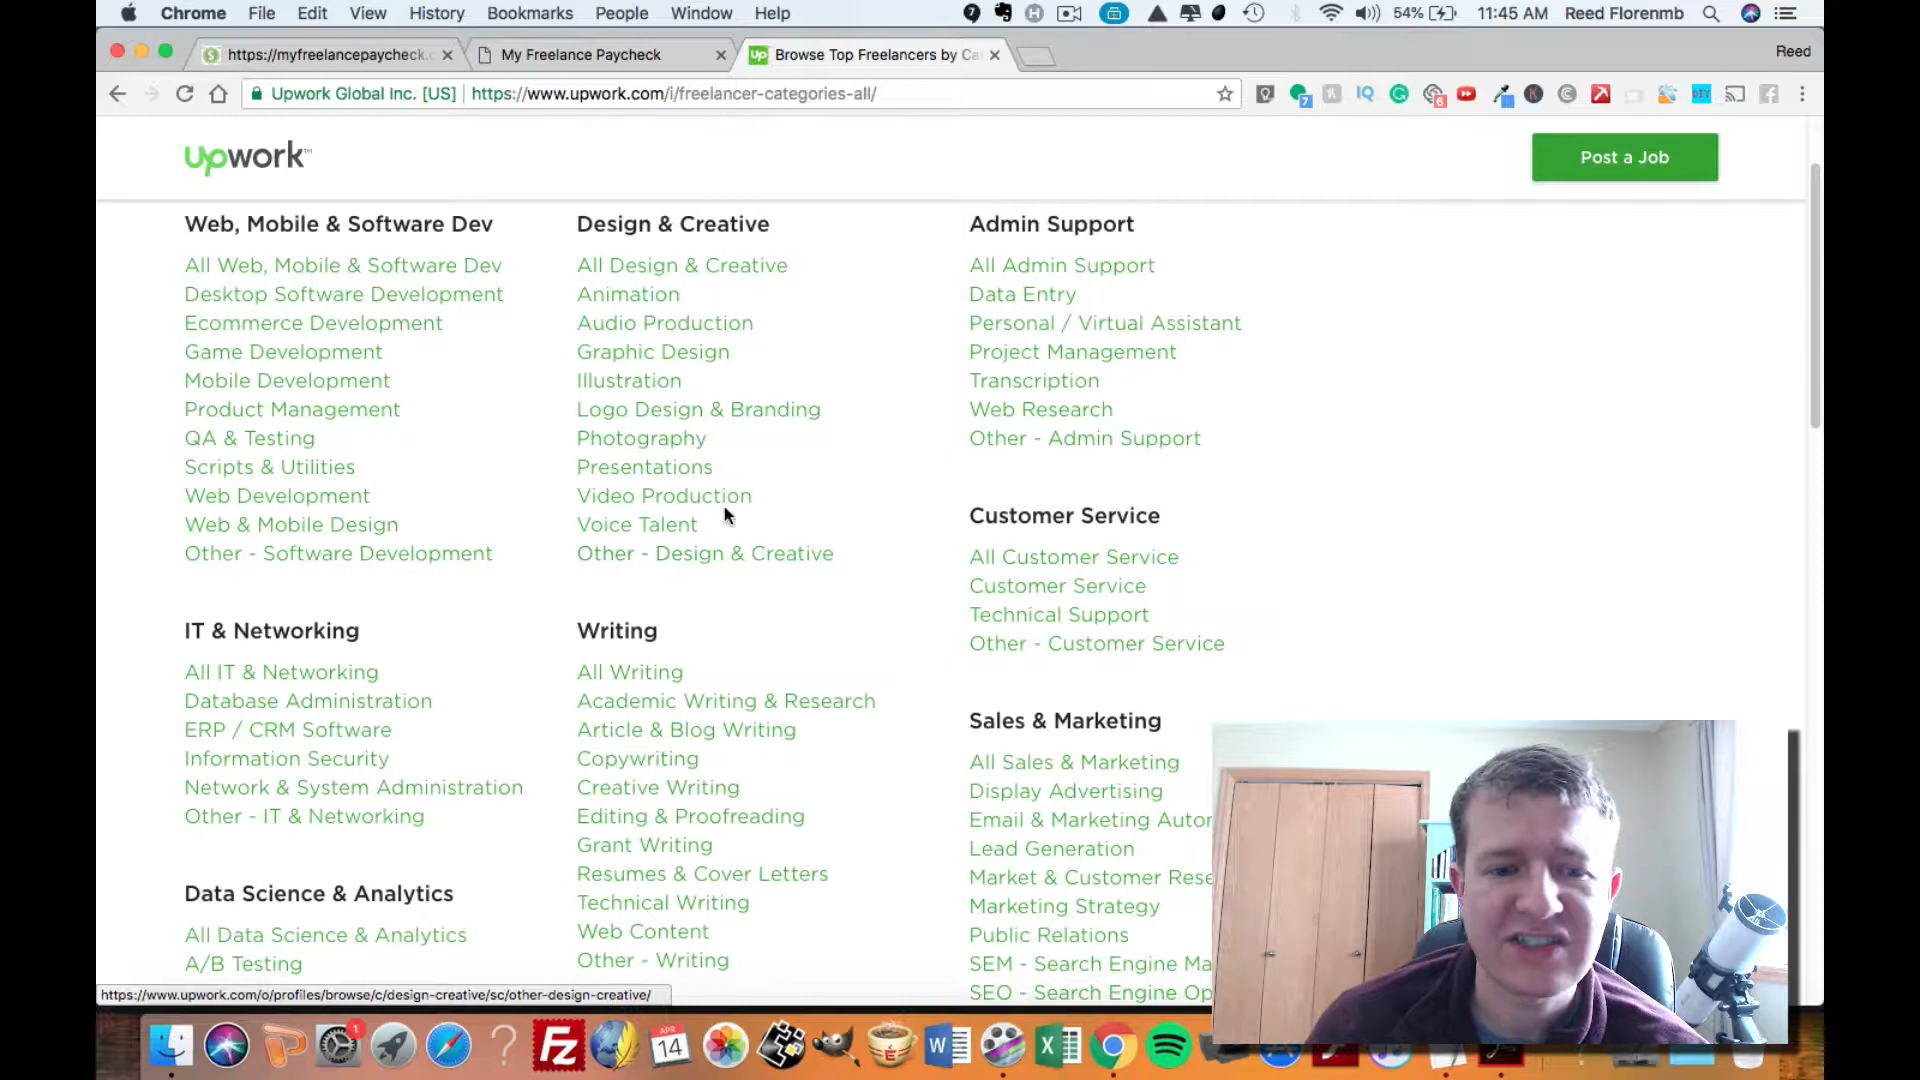 Chrome File Edit View History Bookmarks People Window Help 54% 11:45 AM Reed Florenmb
https://myfreelancepaycheck. My Freelance Paycheck Browse Top Freelancers by Ca Reed
Upwork Global Inc. [US] https://www.upwork.com/i/freelancer-categories-all/
upwork™ Post a Job
Web, Mobile & Software Dev
All Web, Mobile & Software Dev
Desktop Software Development
Ecommerce Development
Game Development
Mobile Development
Product Management
QA & Testing
Scripts & Utilities
Web Development
Web & Mobile Design
Other - Software Development
IT & Networking
All IT & Networking
Database Administration
ERP / CRM Software
Information Security
Network & System Administration
Other - IT & Networking
Data Science & Analytics
All Data Science & Analytics
A/B Testing
Design & Creative
All Design & Creative
Animation
Audio Production
Graphic Design
Illustration
Logo Design & Branding
Photography
Presentations
Video Production
Voice Talent
Other - Design & Creative
Writing
All Writing
Academic Writing & Research
Article & Blog Writing
Copywriting
Creative Writing
Editing & Proofreading
Grant Writing
Resumes & Cover Letters
Technical Writing
Web Content
Other - Writing
Admin Support
All Admin Support
Data Entry
Personal / Virtual Assistant
Project Management
Transcription
Web Research
Other - Admin Support
Customer Service
All Customer Service
Customer Service
Technical Support
Other - Customer Service
Sales & Marketing
All Sales & Marketing
Display Advertising
Email & Marketing Autor
Lead Generation
Market & Customer Rese
Marketing Strategy
Public Relations
SEM - Search Engine Ma
SEO - Search Engine Op
https://www.upwork.com/o/profiles/browse/c/design-creative/sc/other-design-creative/
APR
14